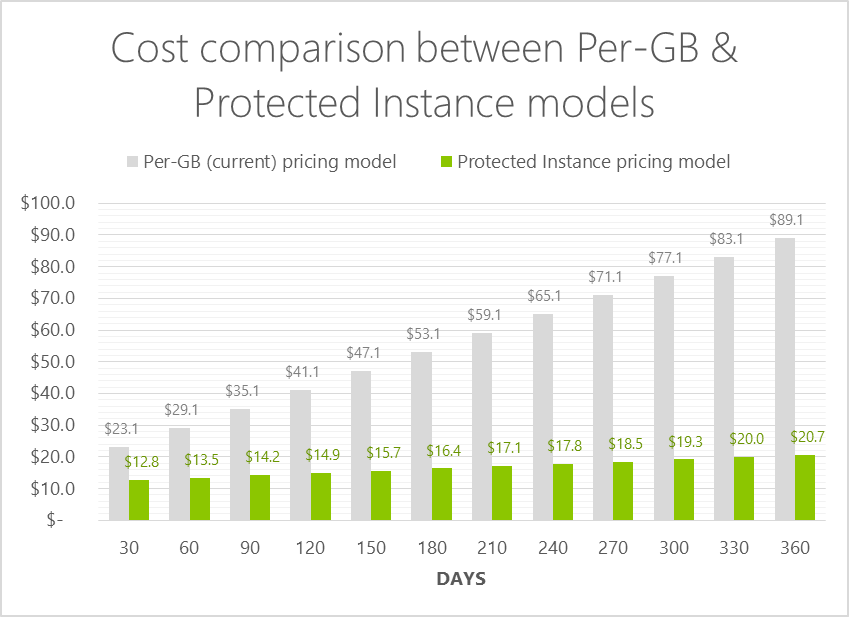 Cost comparison between Per-GB &
Protected Instance models
Per-GB (current) pricing model Protected Instance pricing model
$100.0
$90.0
$80.0
$70.0
$60.0
$50.0
$40.0
$30.0
$20.0
$10.0
$-
$23.1 $29.1 $35.1 $41.1 $47.1 $53.1 $59.1 $65.1 $71.1 $77.1 $83.1 $89.1
$12.8 $13.5 $14.2 $14.9 $15.7 $16.4 $17.1 $17.8 $18.5 $19.3 $20.0 $20.7
30 60 90 120 150 180 210 240 270 300 330 360
DAYS